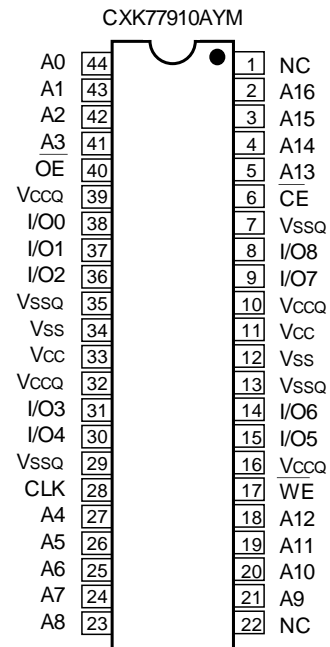 CXK77910AYM
A0 44 1 NC
A1 43 2 A16
A2 42 3 A15
A3 41 4 A14
OE 40 5 A13
VCCQ 39 6 CE
I/O0 38 7 VSSQ
I/O1 37 8 I/O8
I/O2 36 9 I/O7
VSSQ 35 10 VCCQ
VSS 34 11 VCC
VCC 33 12 VSS
VCCQ 32 13 VSSQ
I/O3 31 14 I/O6
I/O4 30 15 I/O5
VSSQ 29 16 VCCQ
CLK 28 17 WE
A4 27 18 A12
A5 26 19 A11
A6 25 20 A10
A7 24 21 A9
A8 23 22 NC